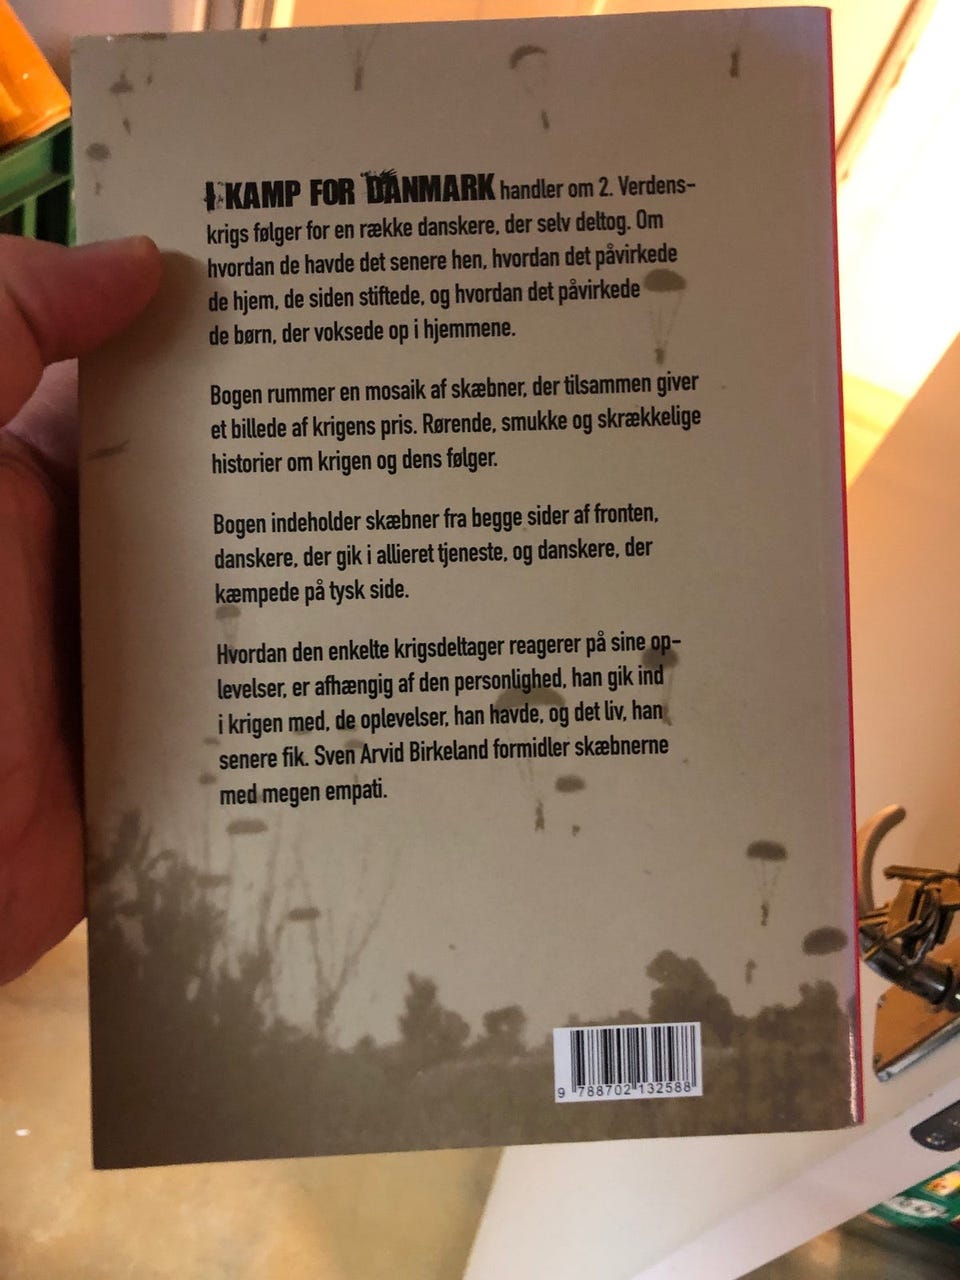 I KAMP FOR DANMARK handler om 2. Verdens-
krigs følger for en række danskere, der selv deltog. Om
hvordan de havde det senere hen, hvordan det påvirkede
de hjem, de siden stiftede, og hvordan det påvirkede
de børn, der voksede op i hjemmene.
Bogen rummer en mosaik af skæbner, der tilsammen giver
et billede af krigens pris. Rørende, smukke og skrækkelige
historier om krigen og dens følger.
Bogen indeholder skæbner fra begge sider af fronten,
danskere, der gik i allieret tjeneste, og danskere, der
kæmpede på tysk side.
Hvordan den enkelte krigsdeltager reagerer på sine op-
levelser, er afhængig af den personlighed, han gik ind
i krigen med, de oplevelser, han havde, og det liv, han
senere fik. Sven Arvid Birkeland formidler skæbnerne
med megen empati.
9 788702 132588